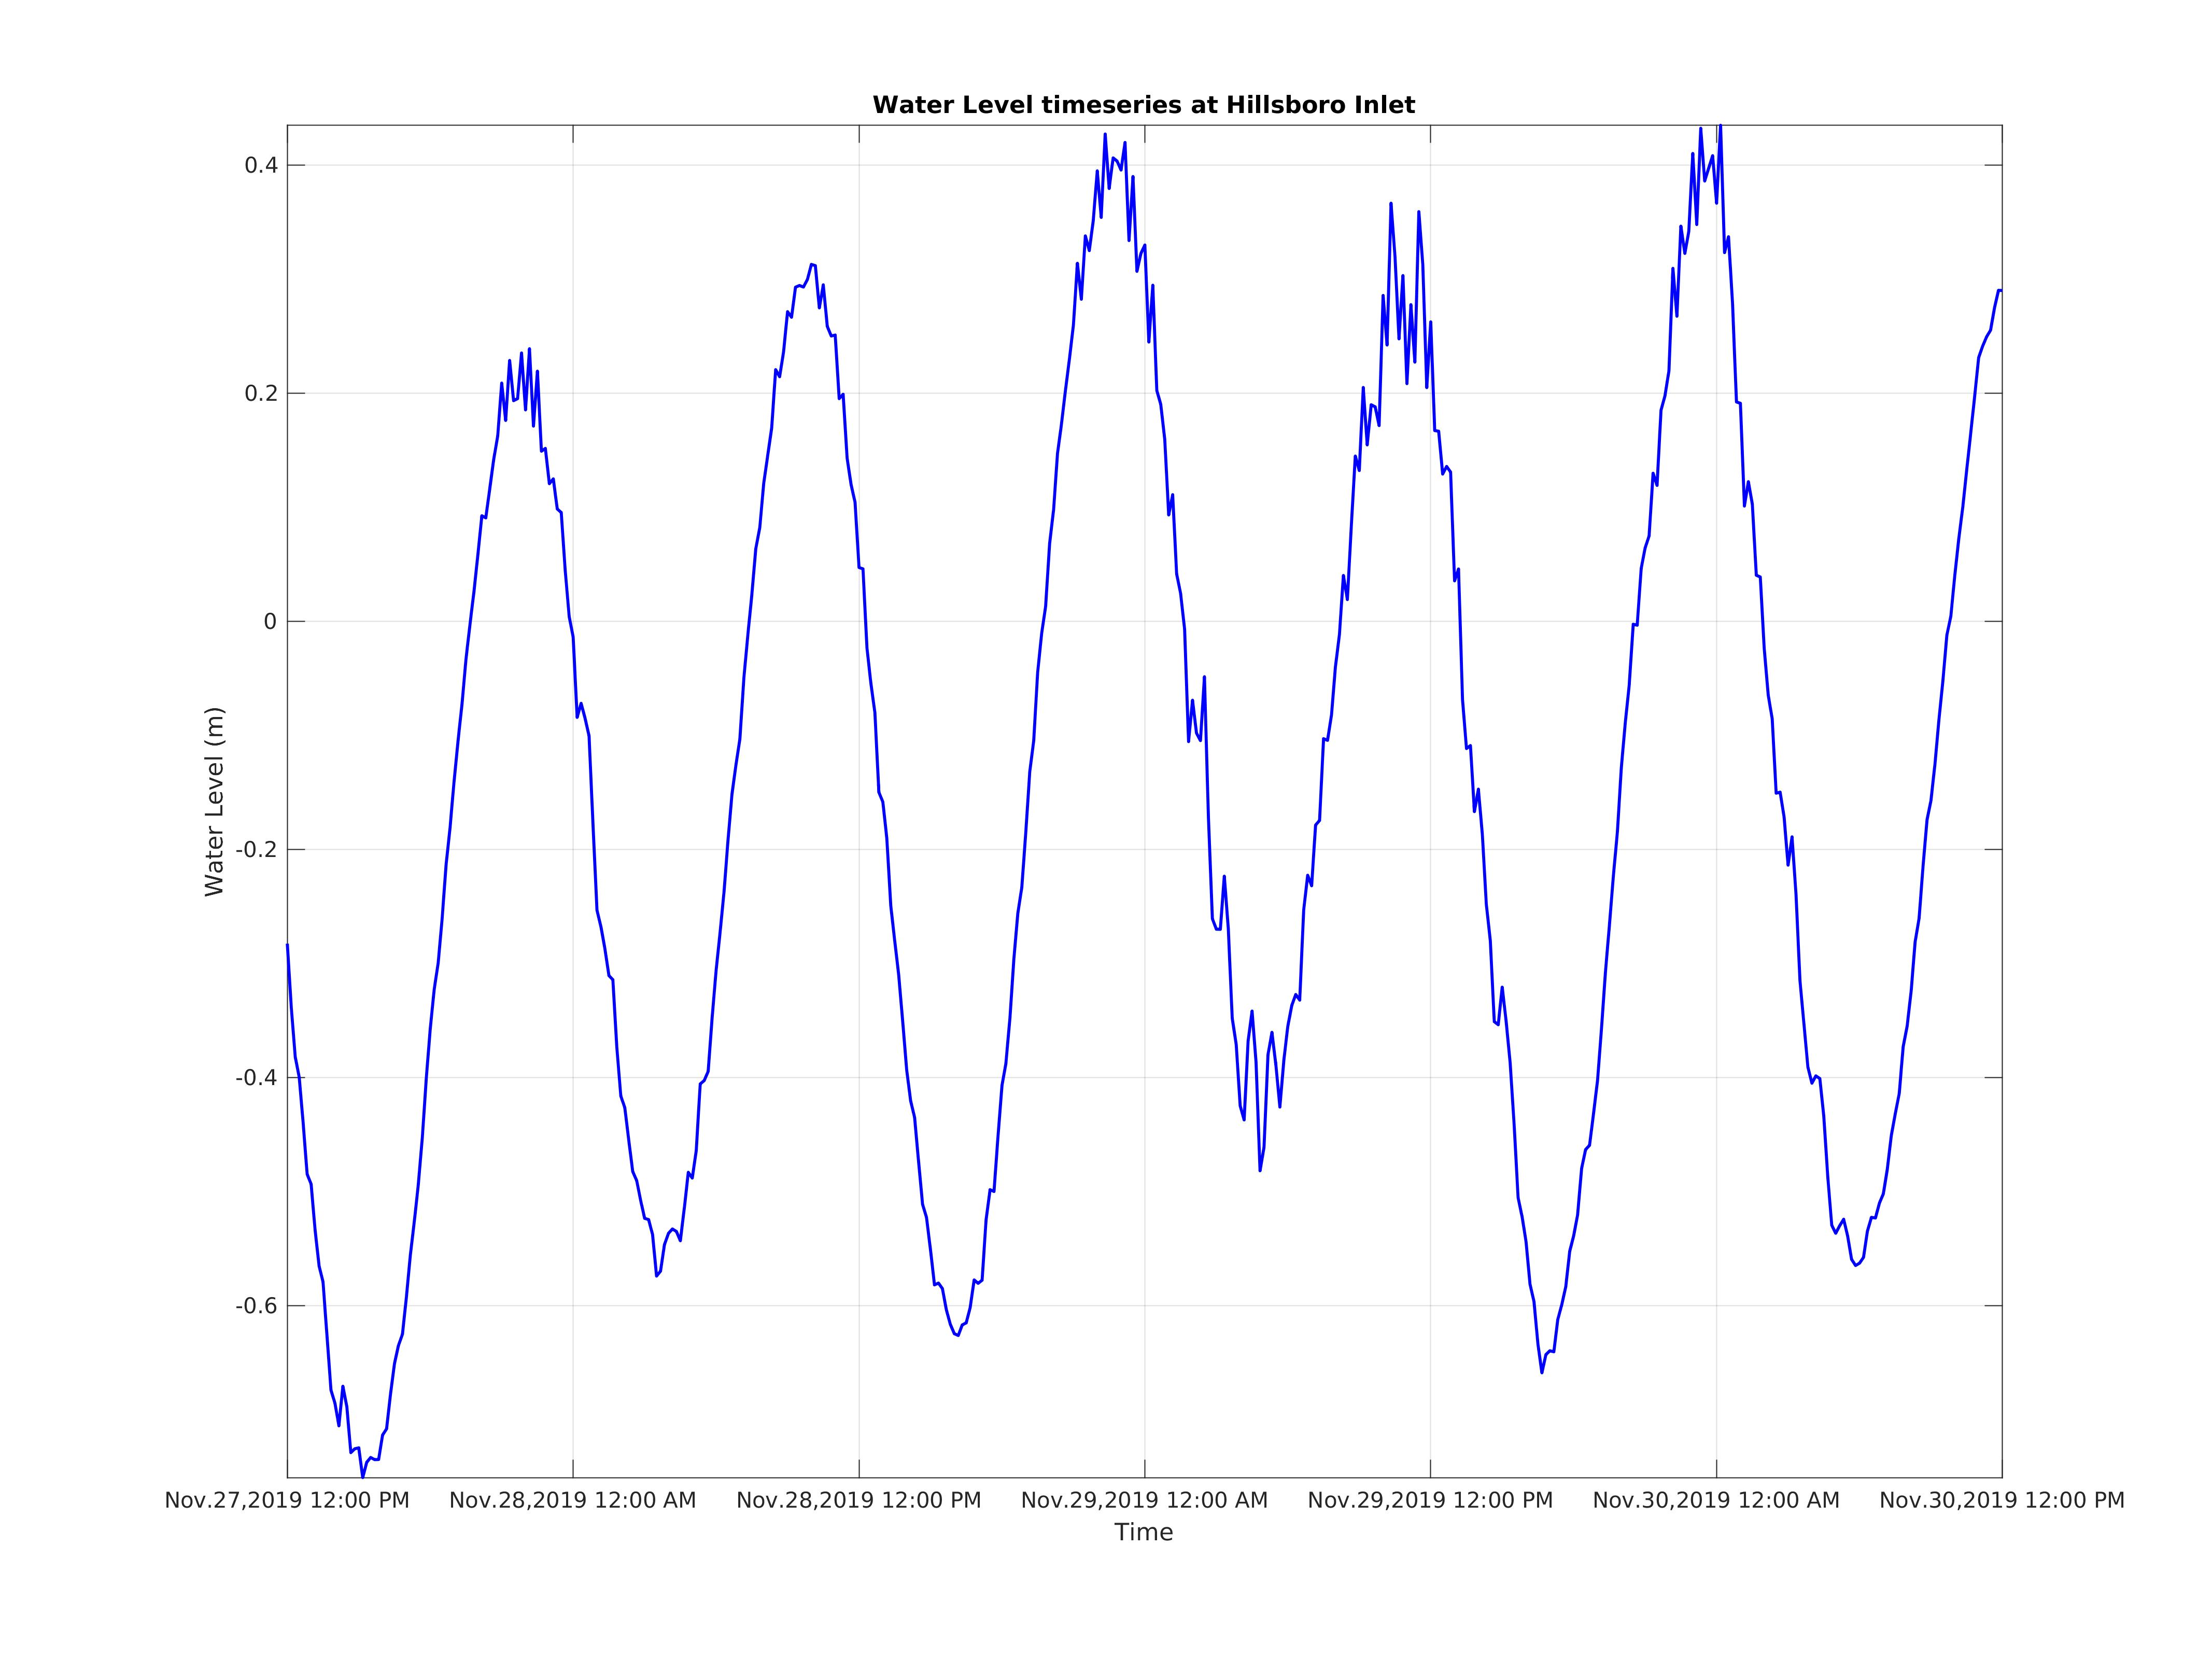 Water Level timeseries at Hillsboro Inlet
0.4
0.2
0
-0.2
-0.4
-0.6
Water Level (m)
Nov.27,2019 12:00 PM Nov.28,2019 12:00 AM Nov.28,2019 12:00 PM Nov.29,2019 12:00 AM Nov.29,2019 12:00 PM Nov.30,2019 12:00 AM Nov.30,2019 12:00 PM
Time